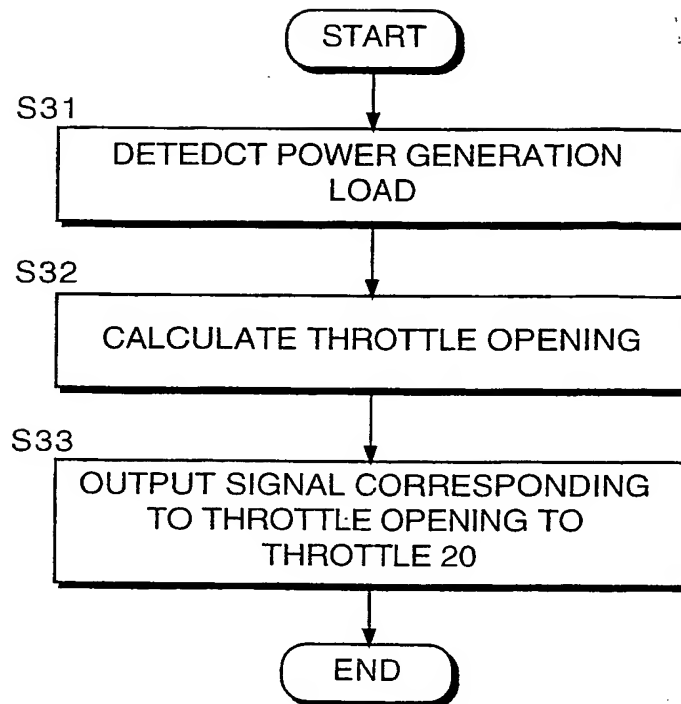 START
S31
DETEDCT POWER GENERATION
LOAD
S32
CALCULATE THROTTLE OPENING
S33
OUTPUT SIGNAL CORRESPONDING
TO THROTTLE OPENING TO
THROTTLE 20
END